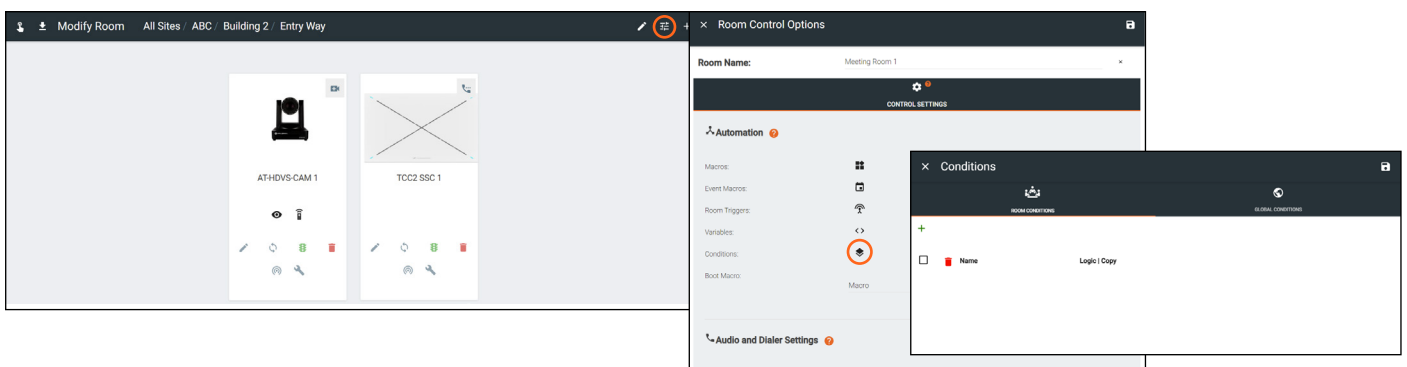 Modify Room All Sites / ABC / Building 2 / Entry Way
AT-HDVS-CAM 1
TCC2 SSC 1
× Room Control Options
Room Name: Meeting Room 1 ×
CONTROL SETTINGS
Automation ?
Macros:
Event Macros:
Room Triggers:
Variables:
Conditions:
Boot Macro:
Macro
Audio and Dialer Settings ?
× Conditions
ROOM CONDITIONS
GLOBAL CONDITIONS
+
Name Logic | Copy